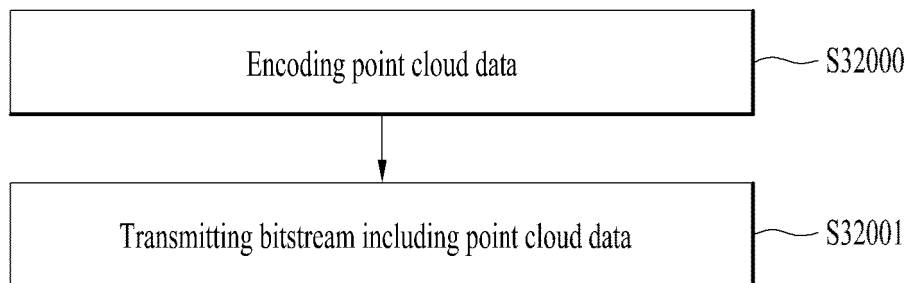 Encoding point cloud data
S32000
Transmitting bitstream including point cloud data
S32001